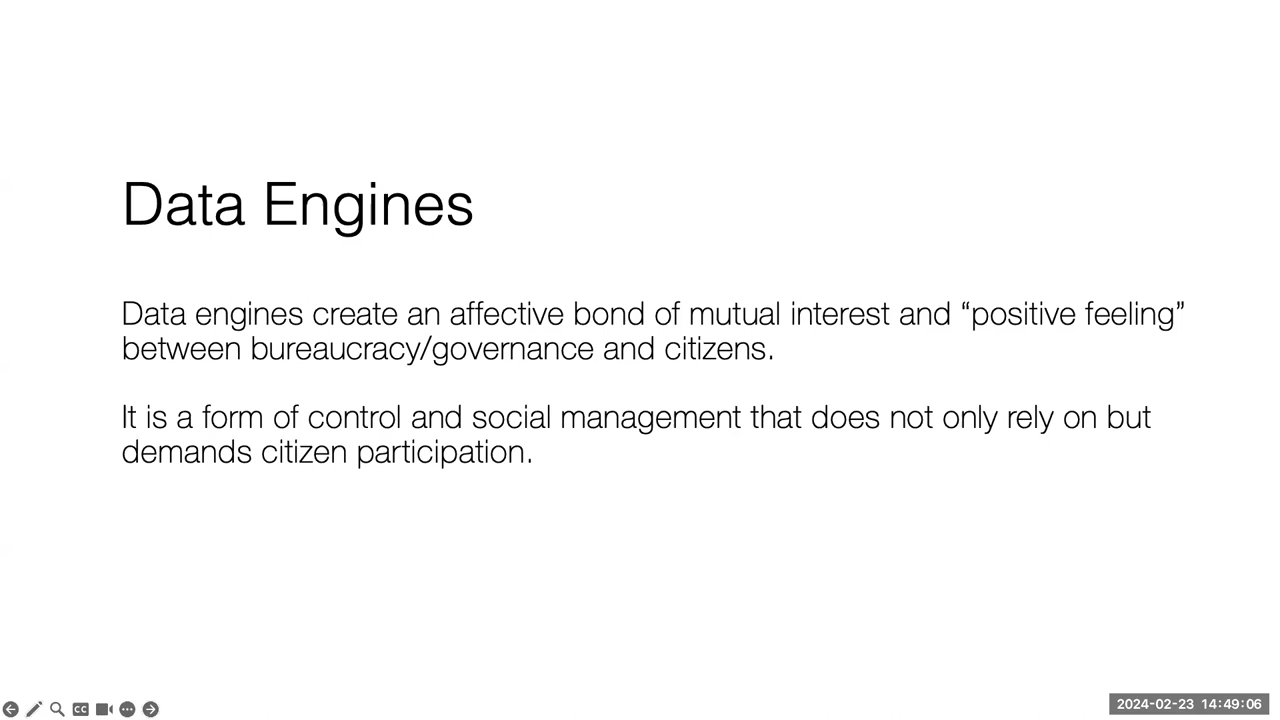 Data Engines
Data engines create an affective bond of mutual interest and “positive feeling”
between bureaucracy/governance and citizens.
It is a form of control and social management that does not only rely on but
demands citizen participation.
CC
2024-02-23 14:49:06